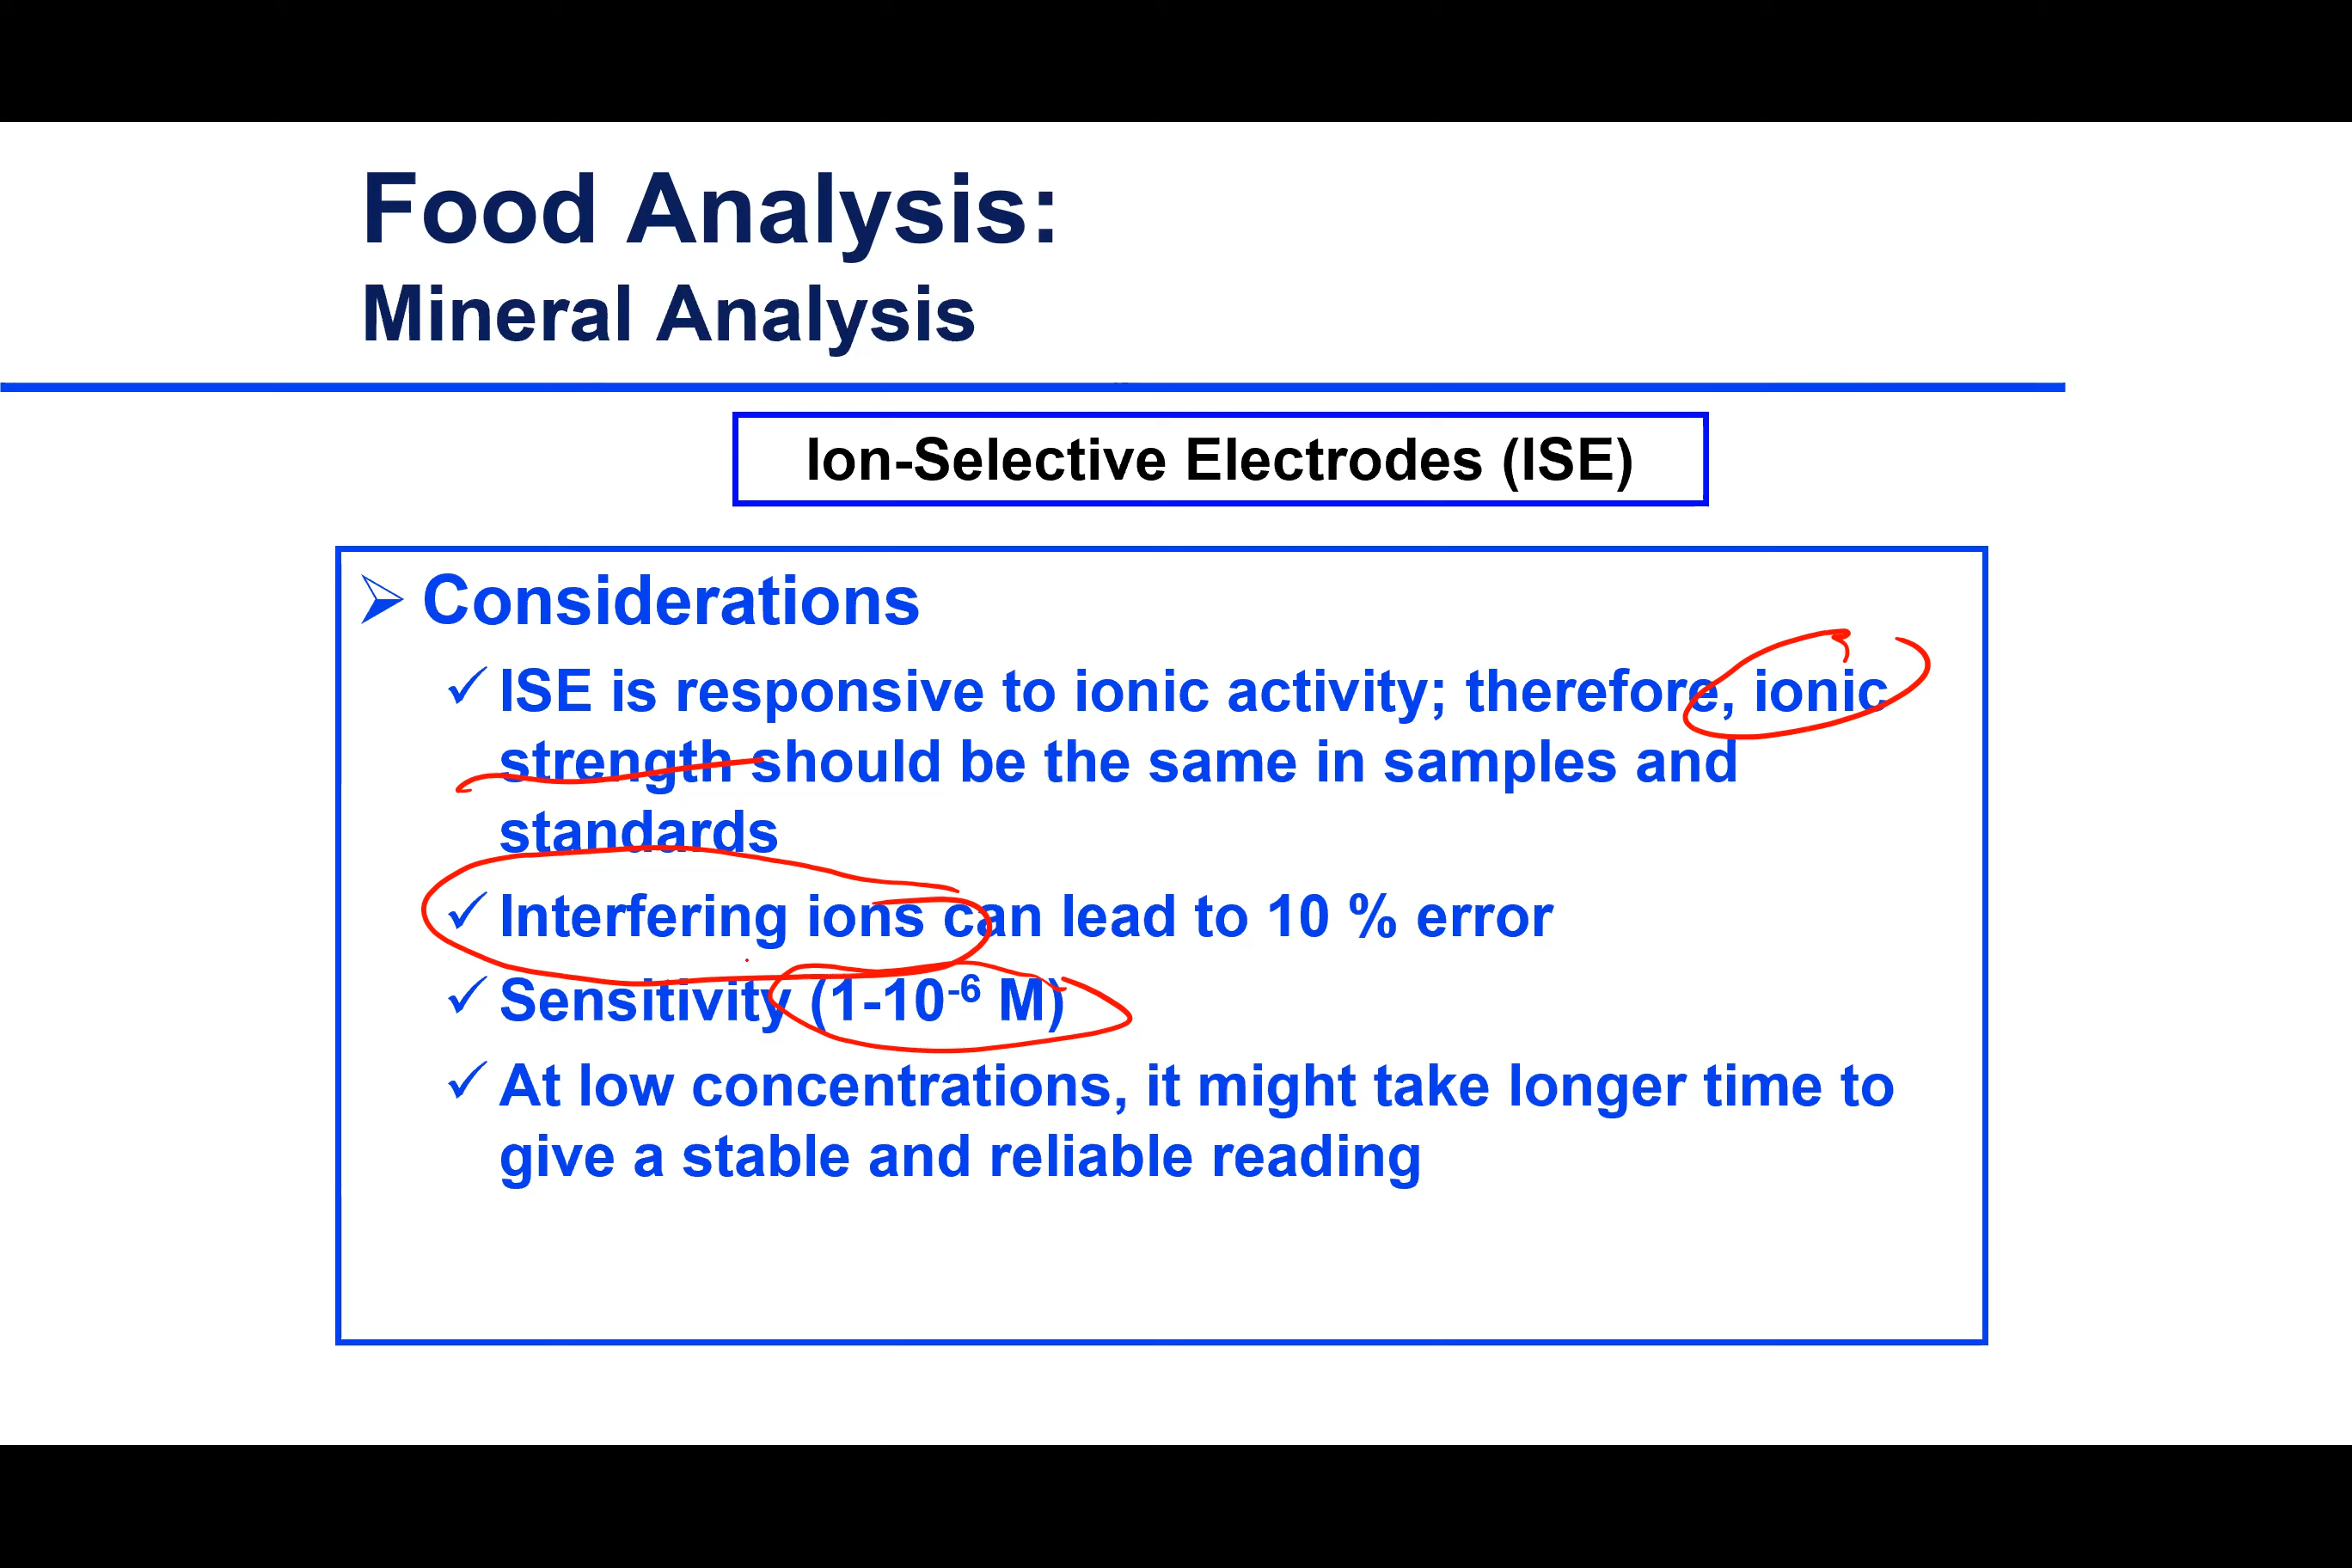 Food Analysis:
Mineral Analysis
Ion-Selective Electrodes (ISE)
➢ Considerations
✓ ISE is responsive to ionic activity; therefore, ionic
strength should be the same in samples and
standards
✓ Interfering ions can lead to 10 % error
✓ Sensitivity (1-10⁻⁶ M)
✓ At low concentrations, it might take longer time to
give a stable and reliable reading